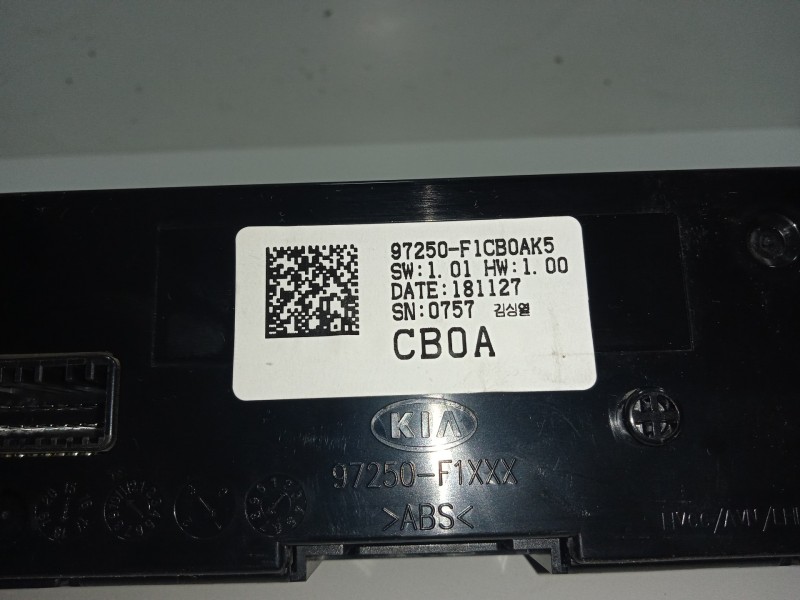 97250-F1CB0AK5
SW:1.01 HW:1.00
DATE:181127
SN:0757 김싱열
CB0A
KIA
97250-F1XXX
>ABS<